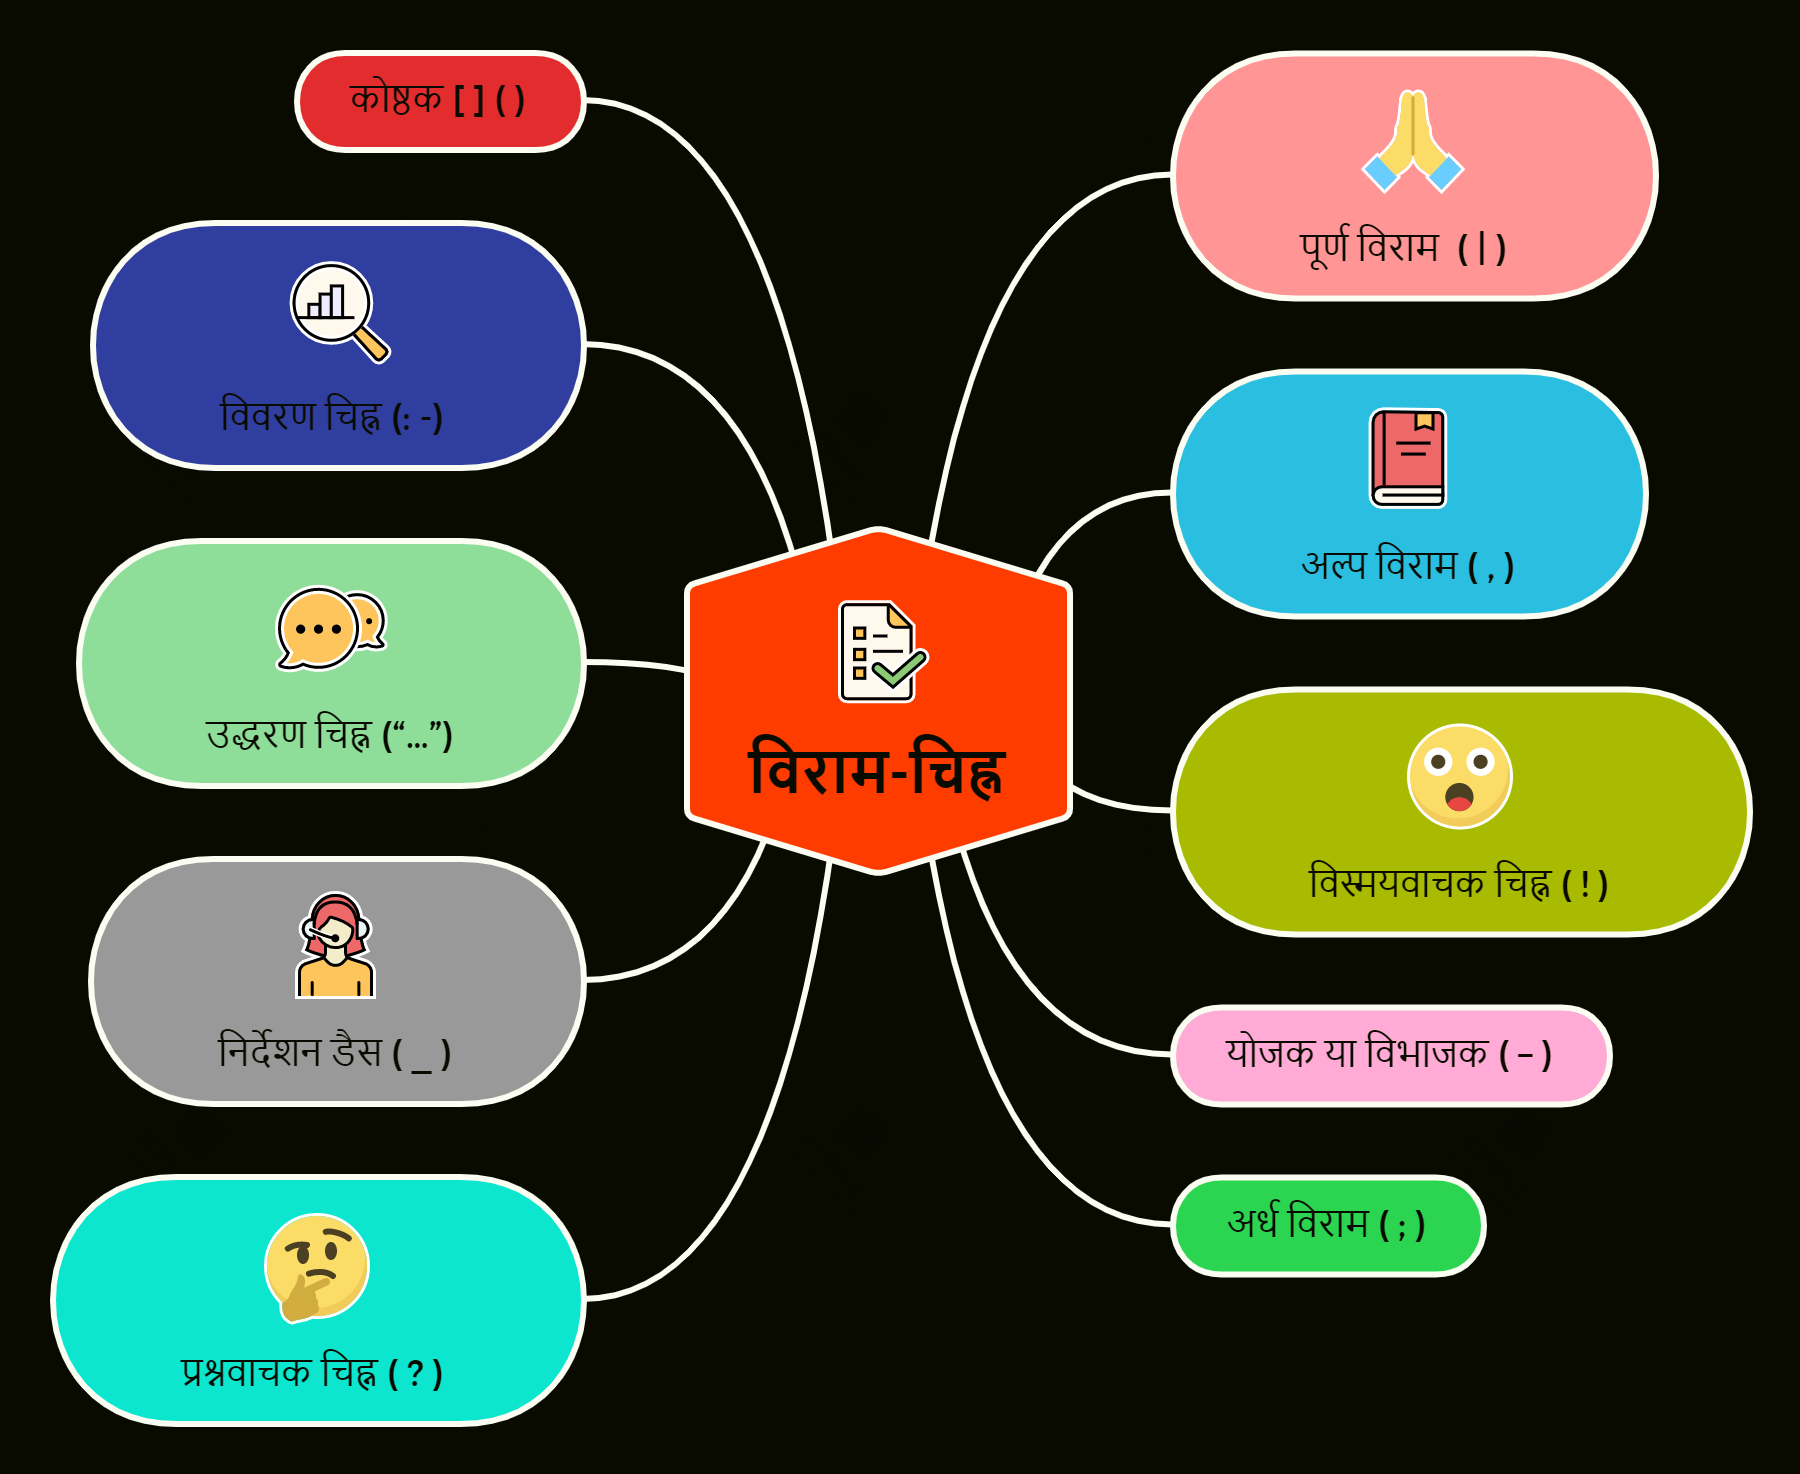 विराम-चिह्न
पूर्ण विराम ( | )
अल्प विराम ( , )
विस्मयवाचक चिह्न ( ! )
योजक या विभाजक ( – )
अर्ध विराम ( ; )
कोष्ठक [ ] ( )
विवरण चिह्न (: -)
उद्धरण चिह्न (“...”)
निर्देशन डैस ( _ )
प्रश्नवाचक चिह्न ( ? )